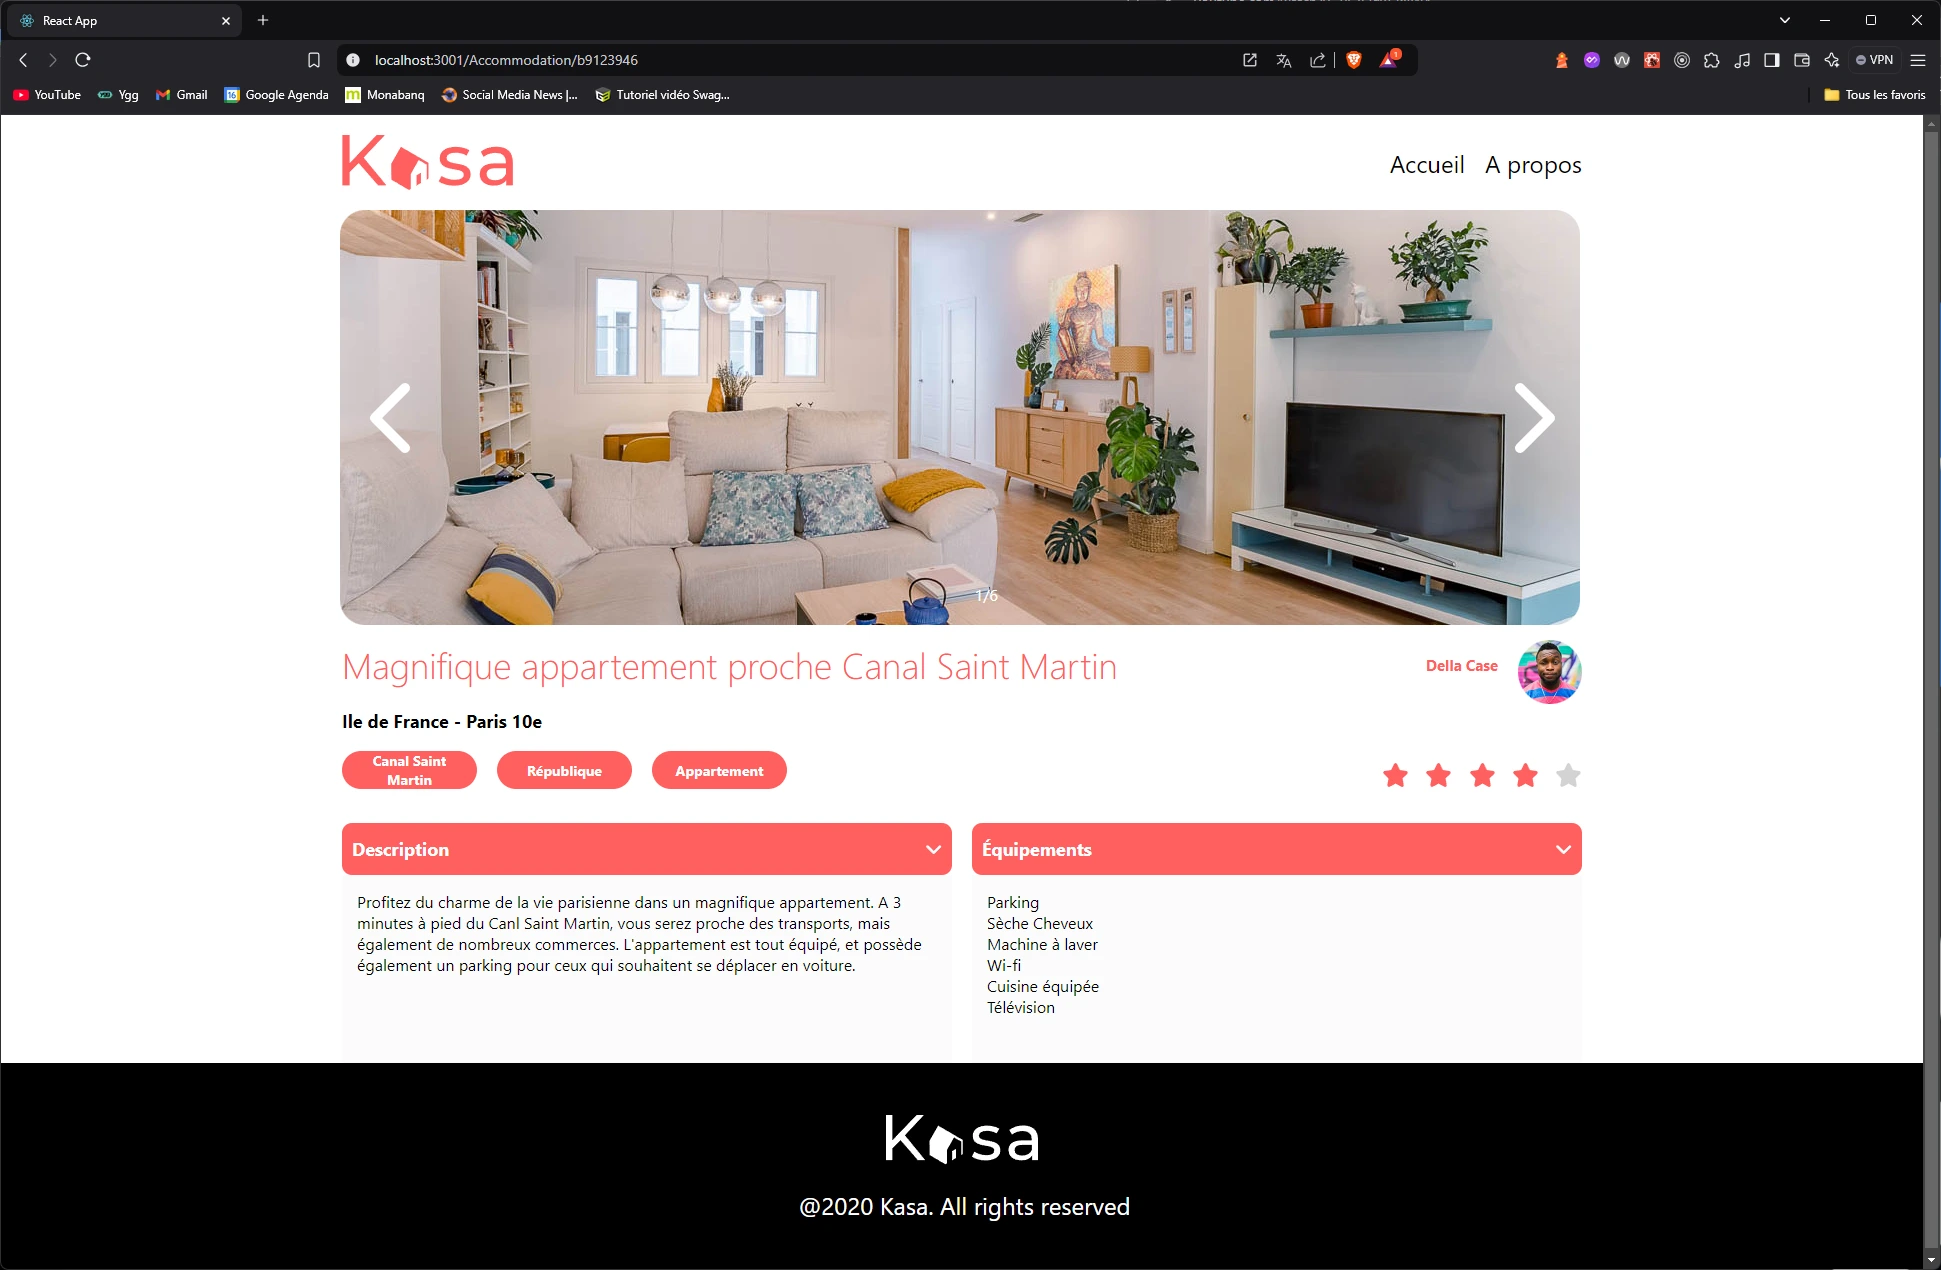 React App
localhost:3001/Accommodation/b9123946
1
VPN
YouTube
Ygg
Gmail
16
Google Agenda
m
Monabanq
Social Media News |...
Tutoriel vidéo Swag...
Tous les favoris
Kasa
Accueil
A propos
1/6
Magnifique appartement proche Canal Saint Martin
Della Case
Ile de France - Paris 10e
Canal Saint
Martin
République
Appartement
Description
Équipements
Profitez du charme de la vie parisienne dans un magnifique appartement. A 3
minutes à pied du Canl Saint Martin, vous serez proche des transports, mais
également de nombreux commerces. L'appartement est tout équipé, et possède
également un parking pour ceux qui souhaitent se déplacer en voiture.
Parking
Sèche Cheveux
Machine à laver
Wi-fi
Cuisine équipée
Télévision
Kasa
@2020 Kasa. All rights reserved